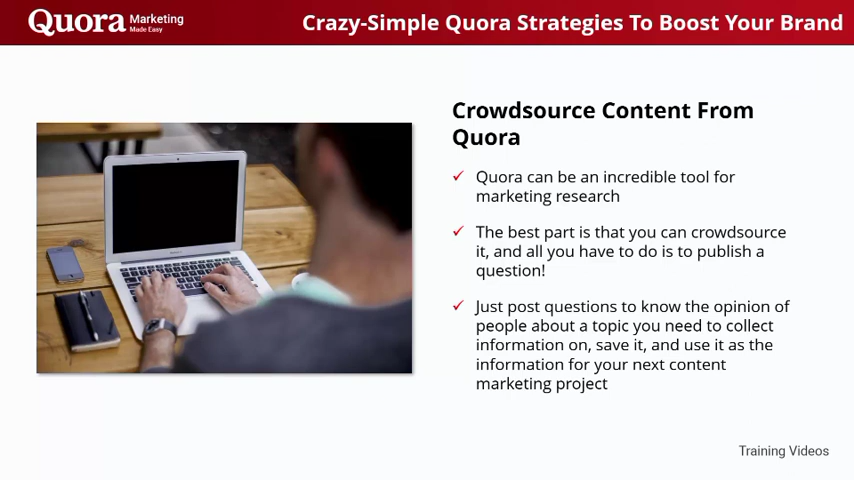 Quora Marketing
Made Easy
Crazy-Simple Quora Strategies To Boost Your Brand
Crowdsource Content From
Quora
Quora can be an incredible tool for
marketing research
The best part is that you can crowdsource
it, and all you have to do is to publish a
question!
Just post questions to know the opinion of
people about a topic you need to collect
information on, save it, and use it as the
information for your next content
marketing project
Training Videos